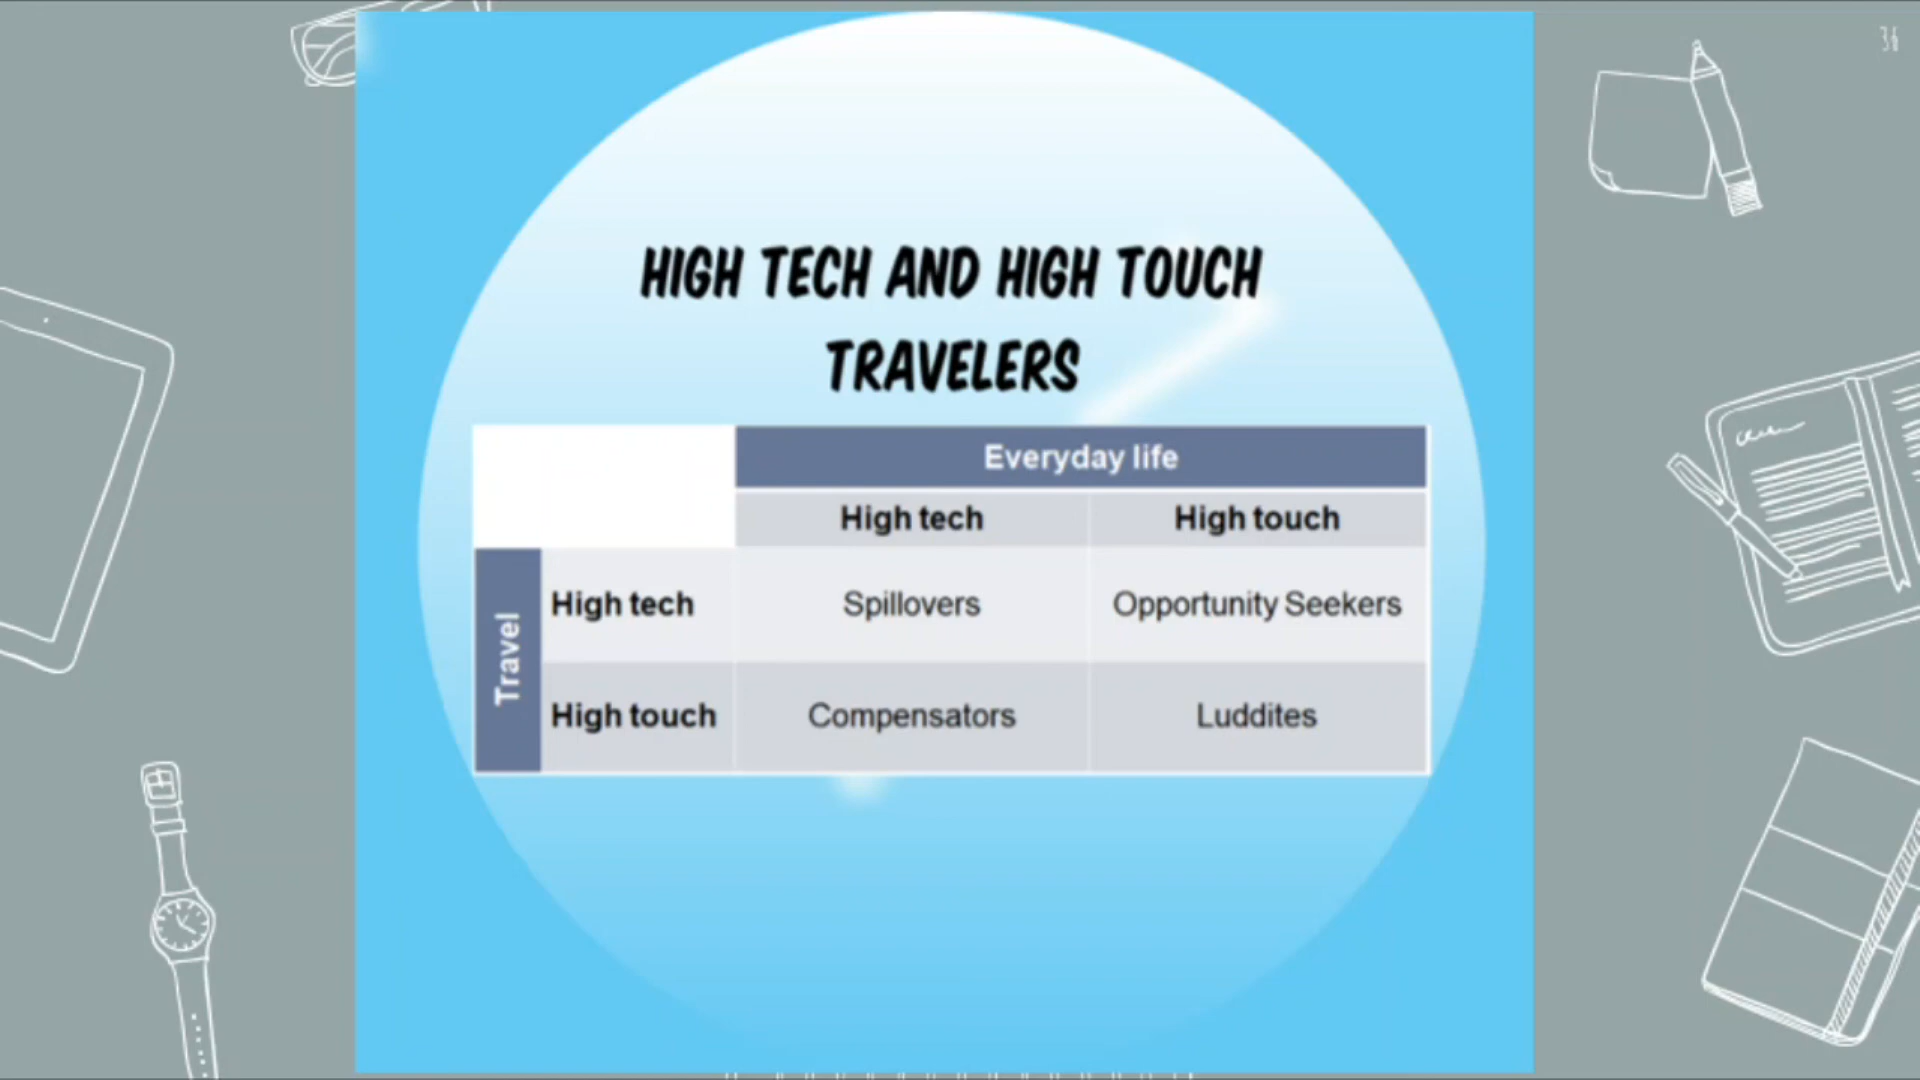 36
HIGH TECH AND HIGH TOUCH
TRAVELERS
Everyday life
High tech High touch
Travel
High tech Spillovers Opportunity Seekers
High touch Compensators Luddites